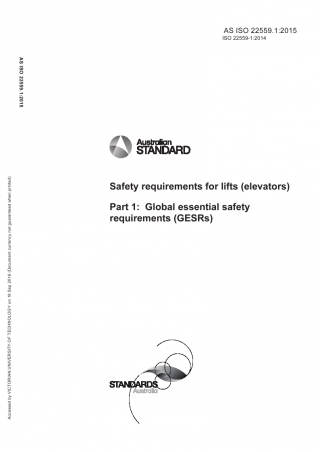 AS ISO 22559.1:2015
ISO 22559-1:2014
AS ISO 22559.1:2015
Australian
STANDARD
Safety requirements for lifts (elevators)
Part 1: Global essential safety
requirements (GESRs)
Accessed by VICTORIAN UNIVERSITY OF TECHNOLOGY on 16 Sep 2016 (Document currency not guaranteed when printed)
STANDARDS
Australia